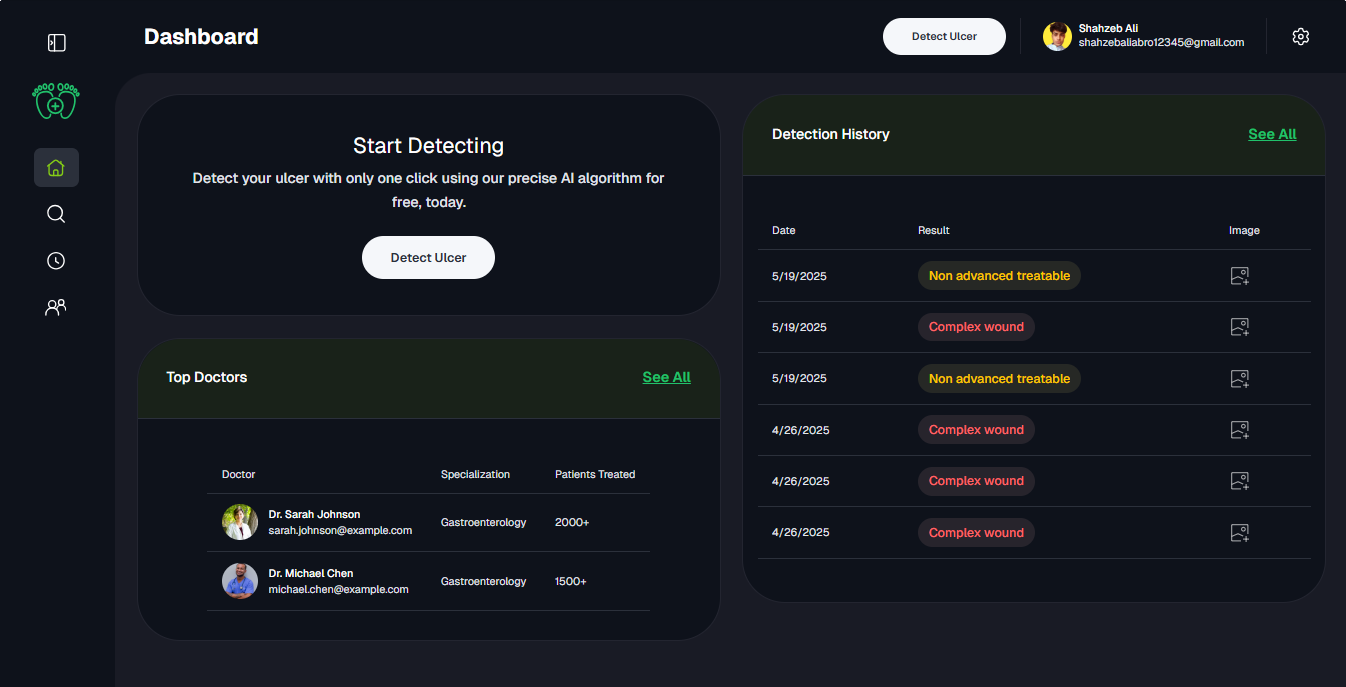 Dashboard
Detect Ulcer
Shahzeb Ali
shahzebaliabro12345@gmail.com
Start Detecting
Detect your ulcer with only one click using our precise AI algorithm for
free, today.
Detect Ulcer
Top Doctors
See All
Doctor Specialization Patients Treated
Dr. Sarah Johnson
sarah.johnson@example.com
Gastroenterology
2000+
Dr. Michael Chen
michael.chen@example.com
Gastroenterology
1500+
Detection History
See All
Date Result Image
5/19/2025 Non advanced treatable
5/19/2025 Complex wound
5/19/2025 Non advanced treatable
4/26/2025 Complex wound
4/26/2025 Complex wound
4/26/2025 Complex wound